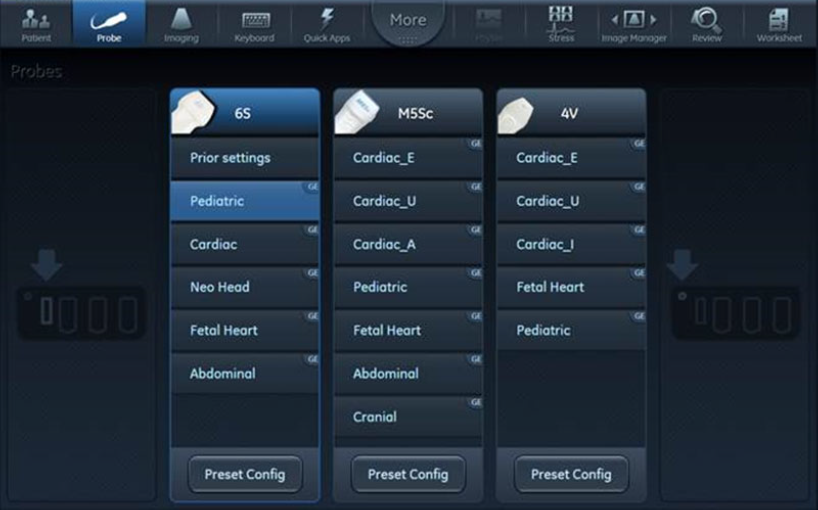 Patient
Probe
Imaging
Keyboard
Quick Apps
More
Physio
Stress
Image Manager
Review
Worksheet
Probes
6S
Prior settings
Pediatric GE
Cardiac GE
Neo Head GE
Fetal Heart GE
Abdominal GE
Preset Config
M5Sc
Cardiac_E GE
Cardiac_U GE
Cardiac_A GE
Pediatric GE
Fetal Heart GE
Abdominal GE
Cranial GE
Preset Config
4V
Cardiac_E GE
Cardiac_U GE
Cardiac_I GE
Fetal Heart GE
Pediatric GE
Preset Config